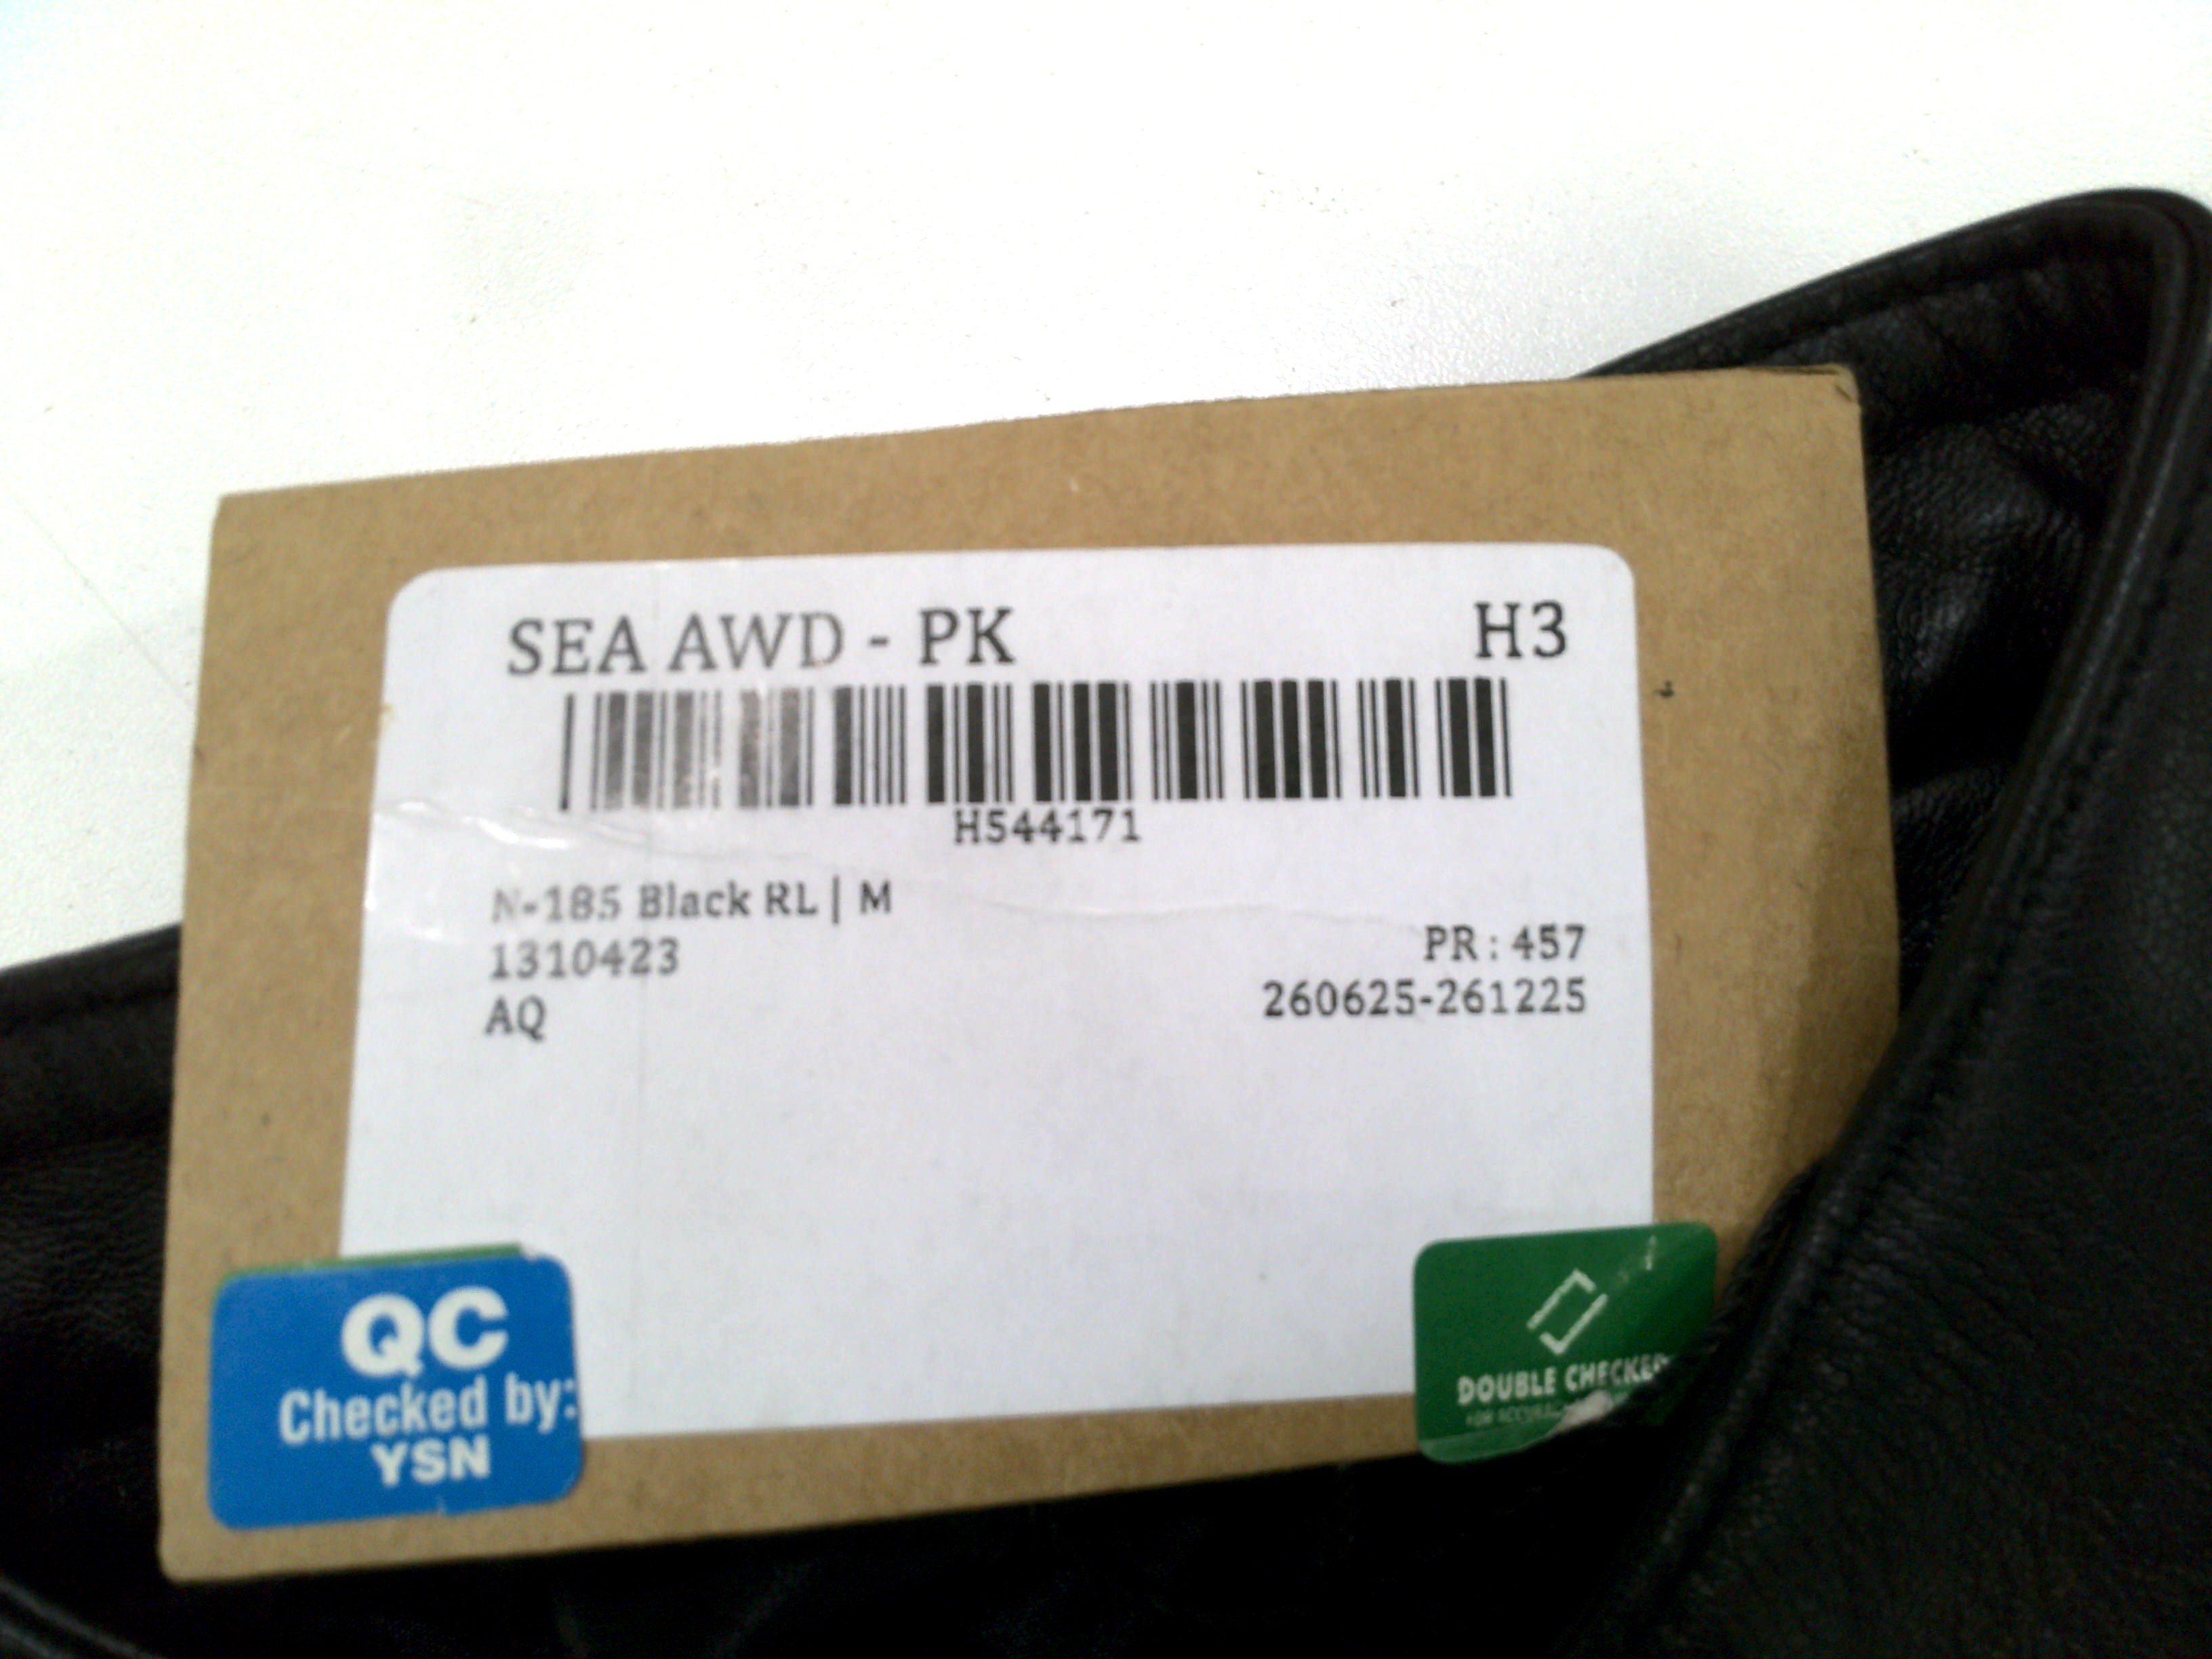 SEA AWD - PK H3
H544171
N-185 Black RL | M
1310423 PR : 457
AQ 260625-261225
QC
Checked by:
YSN
DOUBLE CHECKED
FOR